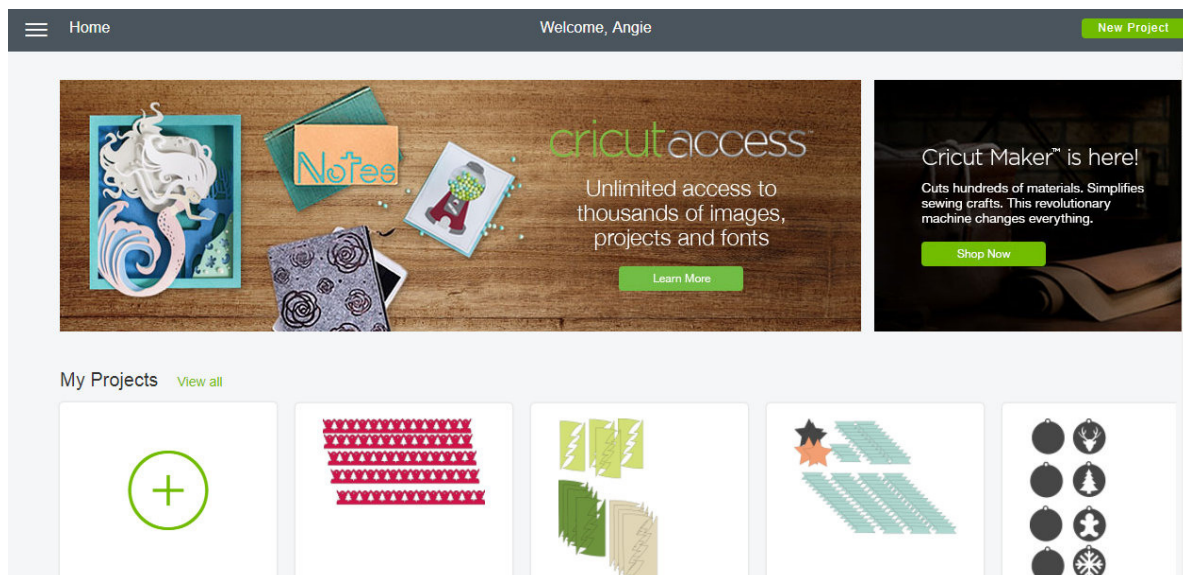 Home
Welcome, Angie
New Project
Notes
cricut access™
Unlimited access to
thousands of images,
projects and fonts
Learn More
Cricut Maker™ is here!
Cuts hundreds of materials. Simplifies
sewing crafts. This revolutionary
machine changes everything.
Shop Now
My Projects
View all